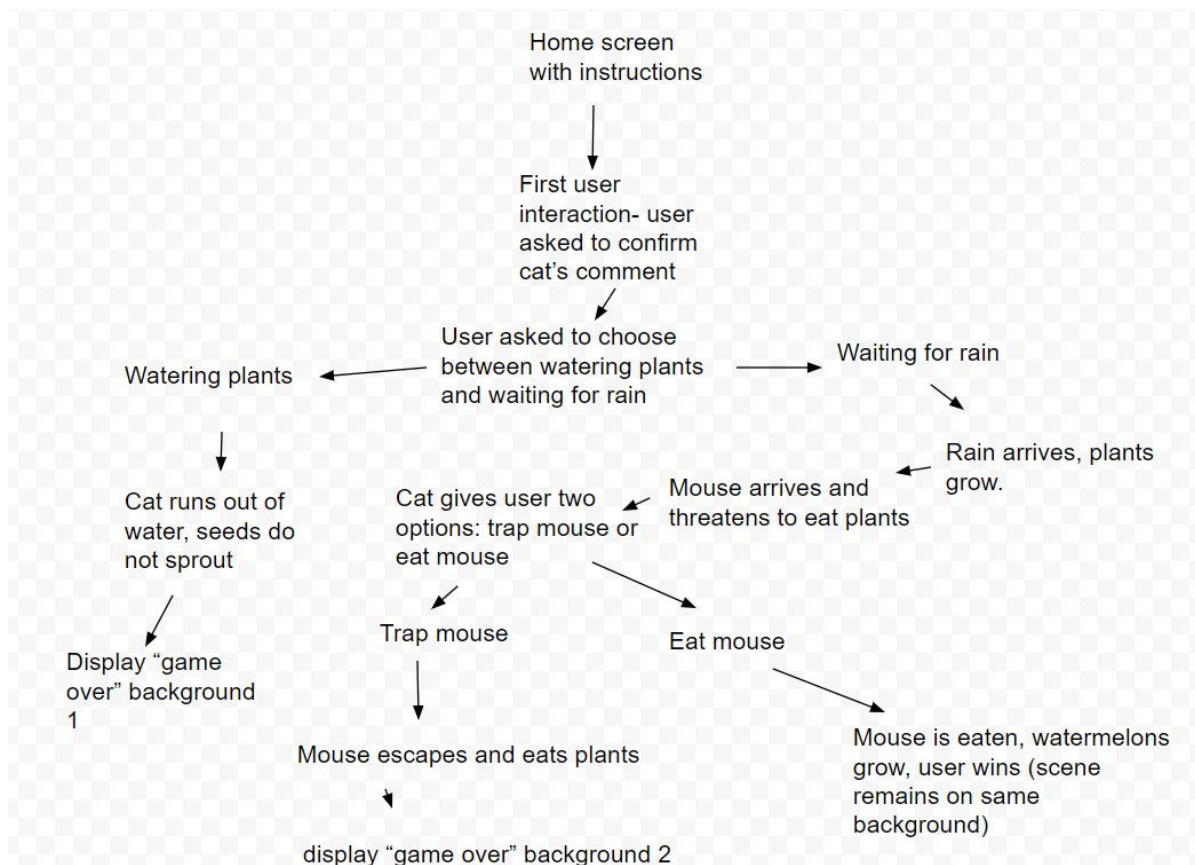 Home screen
with instructions
First user
interaction- user
asked to confirm
cat’s comment
User asked to choose
between watering plants
and waiting for rain
Watering plants
Waiting for rain
Cat runs out of
water, seeds do
not sprout
Display “game
over” background
1
Rain arrives, plants
grow.
Mouse arrives and
threatens to eat plants
Cat gives user two
options: trap mouse or
eat mouse
Trap mouse
Mouse escapes and eats plants
display “game over” background 2
Eat mouse
Mouse is eaten, watermelons
grow, user wins (scene
remains on same
background)